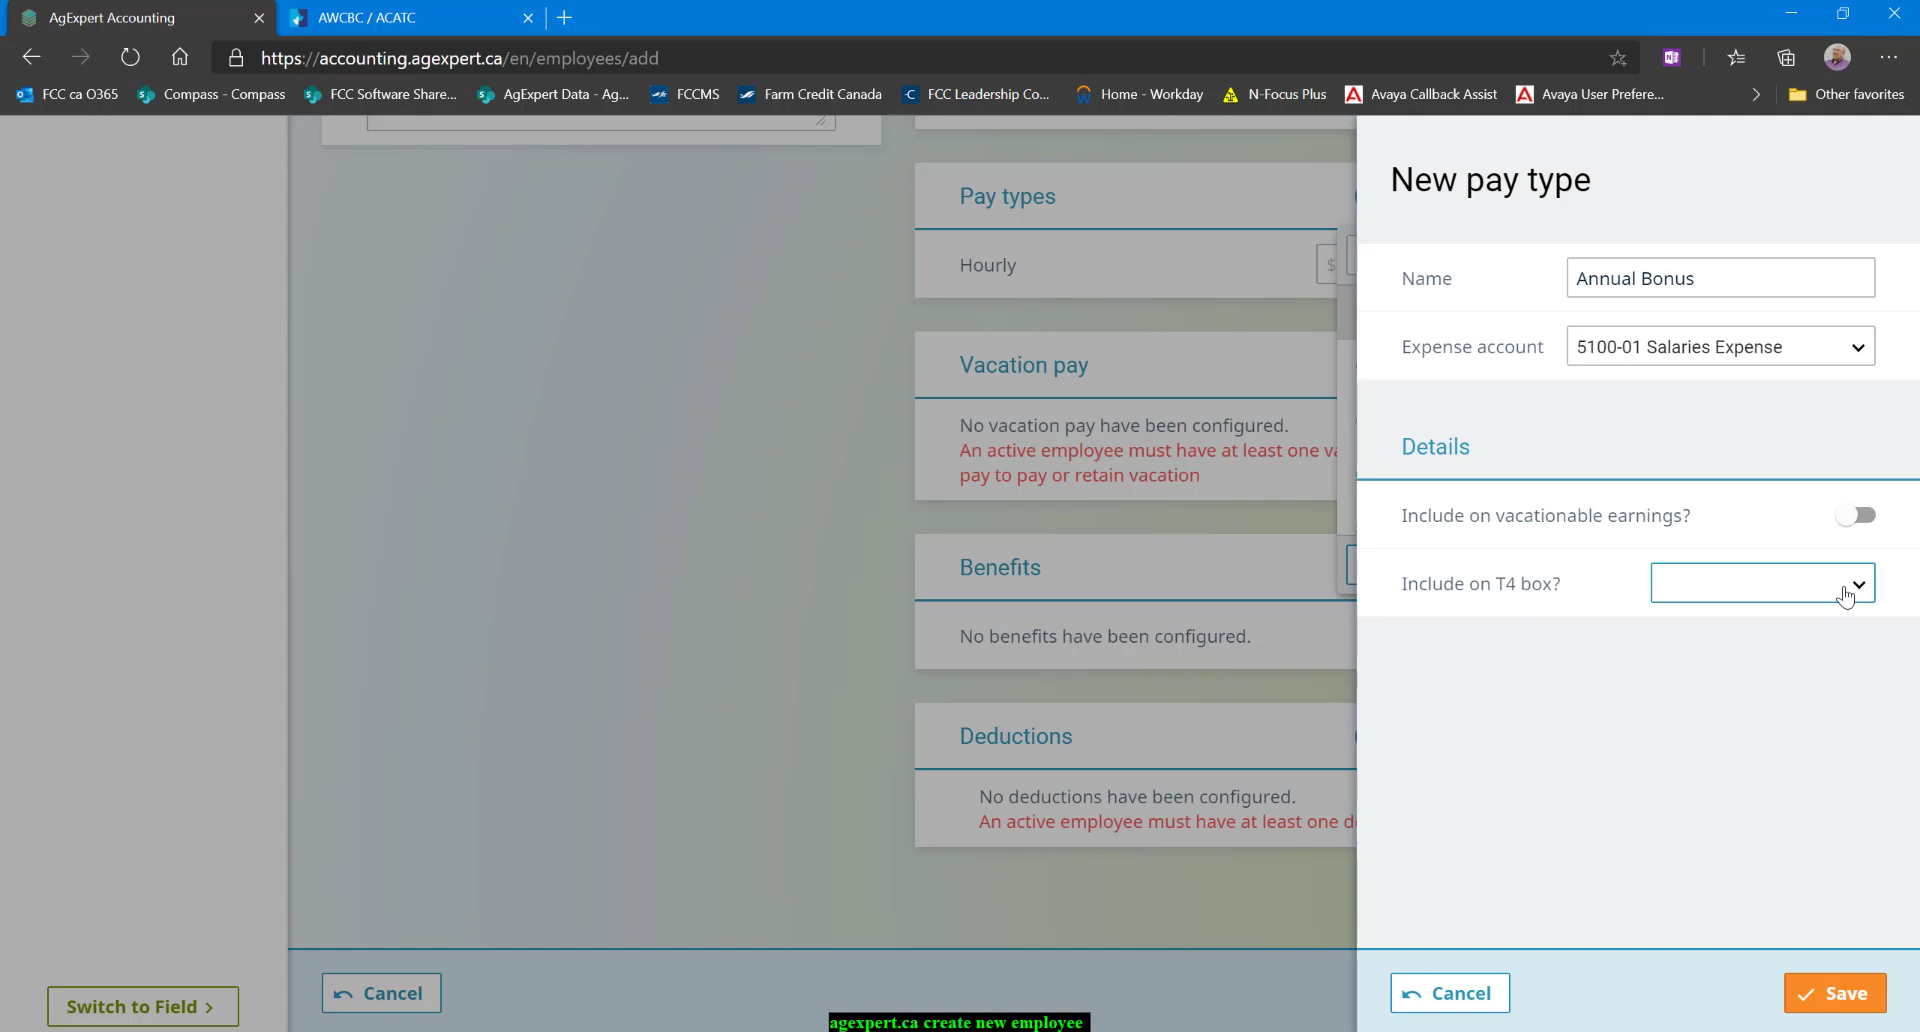 AgExpert Accounting
AWCBC / ACATC
https://accounting.agexpert.ca/en/employees/add
FCC ca O365
Compass - Compass
FCC Software Share...
AgExpert Data - Ag...
FCCMS
Farm Credit Canada
FCC Leadership Co...
Home - Workday
N-Focus Plus
Avaya Callback Assist
Avaya User Prefere...
Other favorites
Pay types
Hourly
$
Vacation pay
No vacation pay have been configured.
An active employee must have at least one va
pay to pay or retain vacation
Benefits
No benefits have been configured.
Deductions
No deductions have been configured.
An active employee must have at least one d
Switch to Field >
Cancel
New pay type
Name
Annual Bonus
Expense account
5100-01 Salaries Expense
Details
Include on vacationable earnings?
Include on T4 box?
Cancel
Save
agexpert.ca create new employee